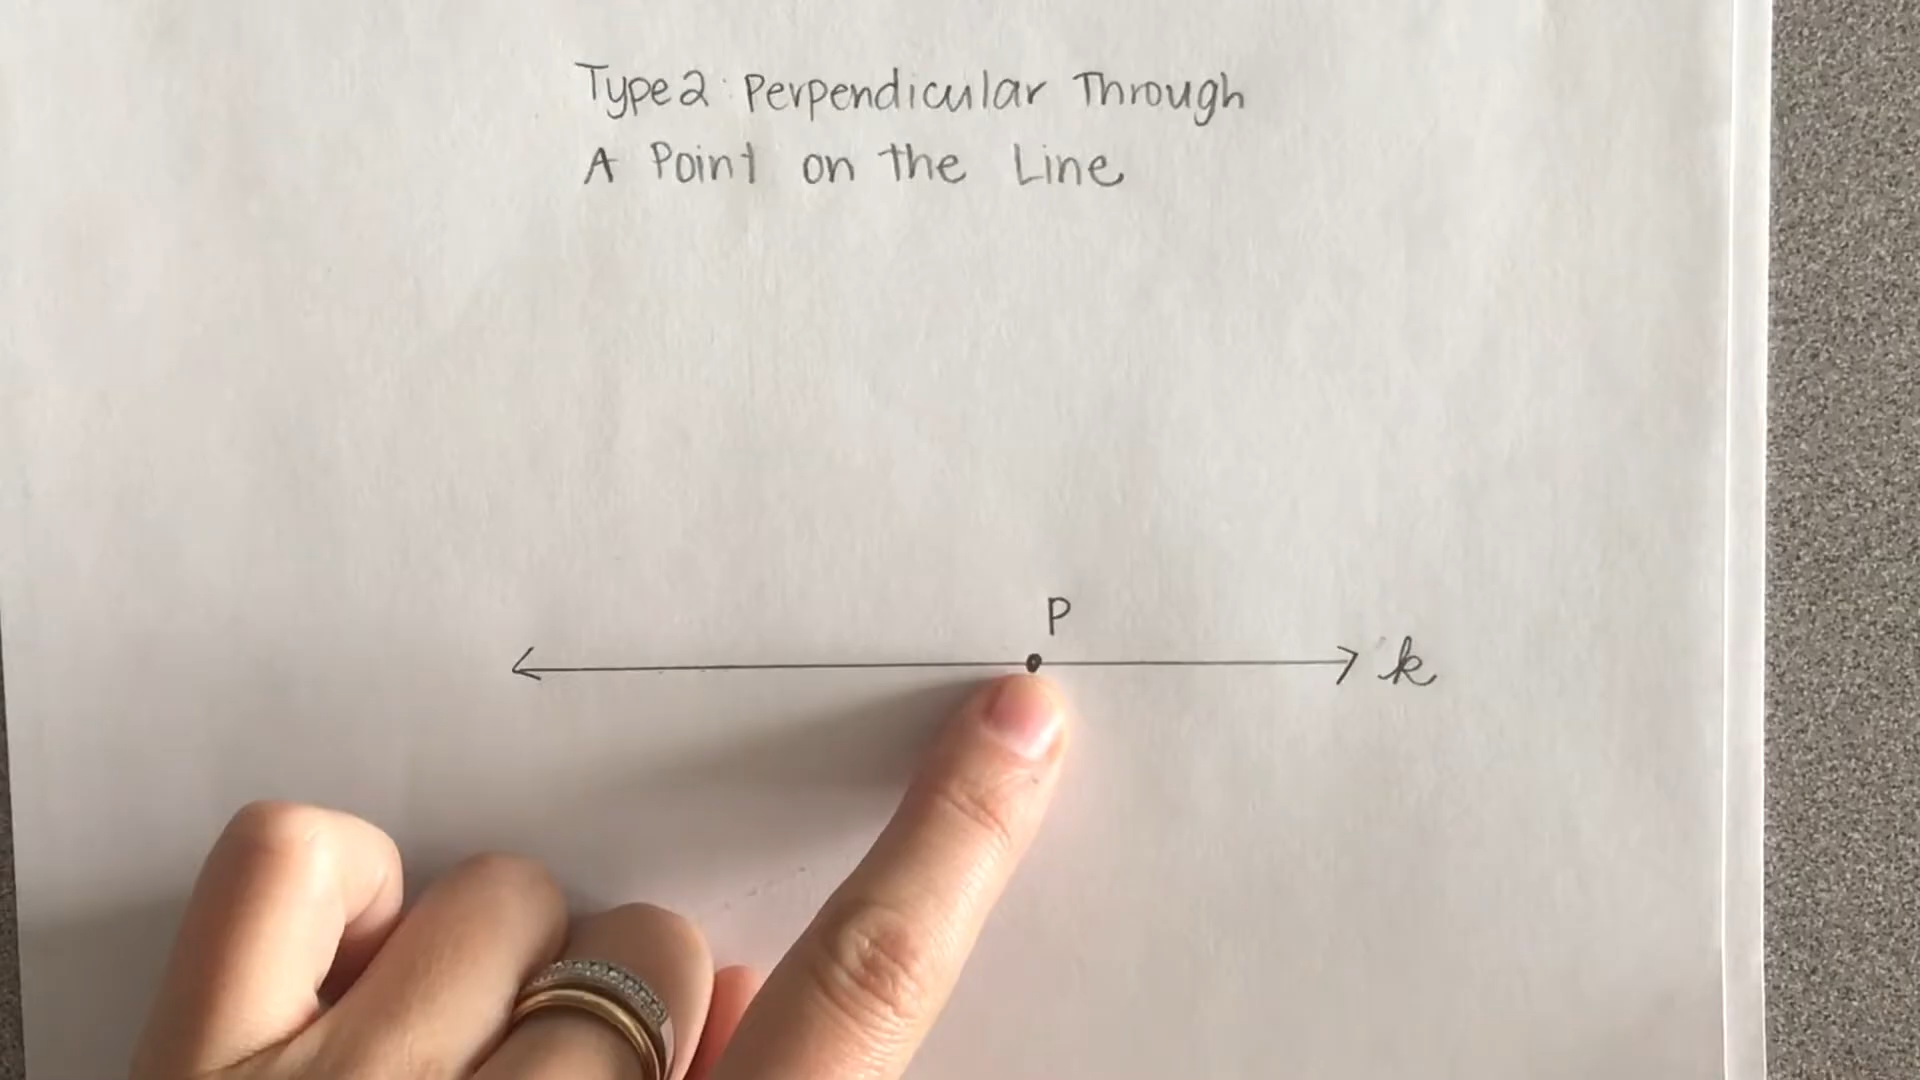 Type 2: Perpendicular Through
A Point on the Line
P
k